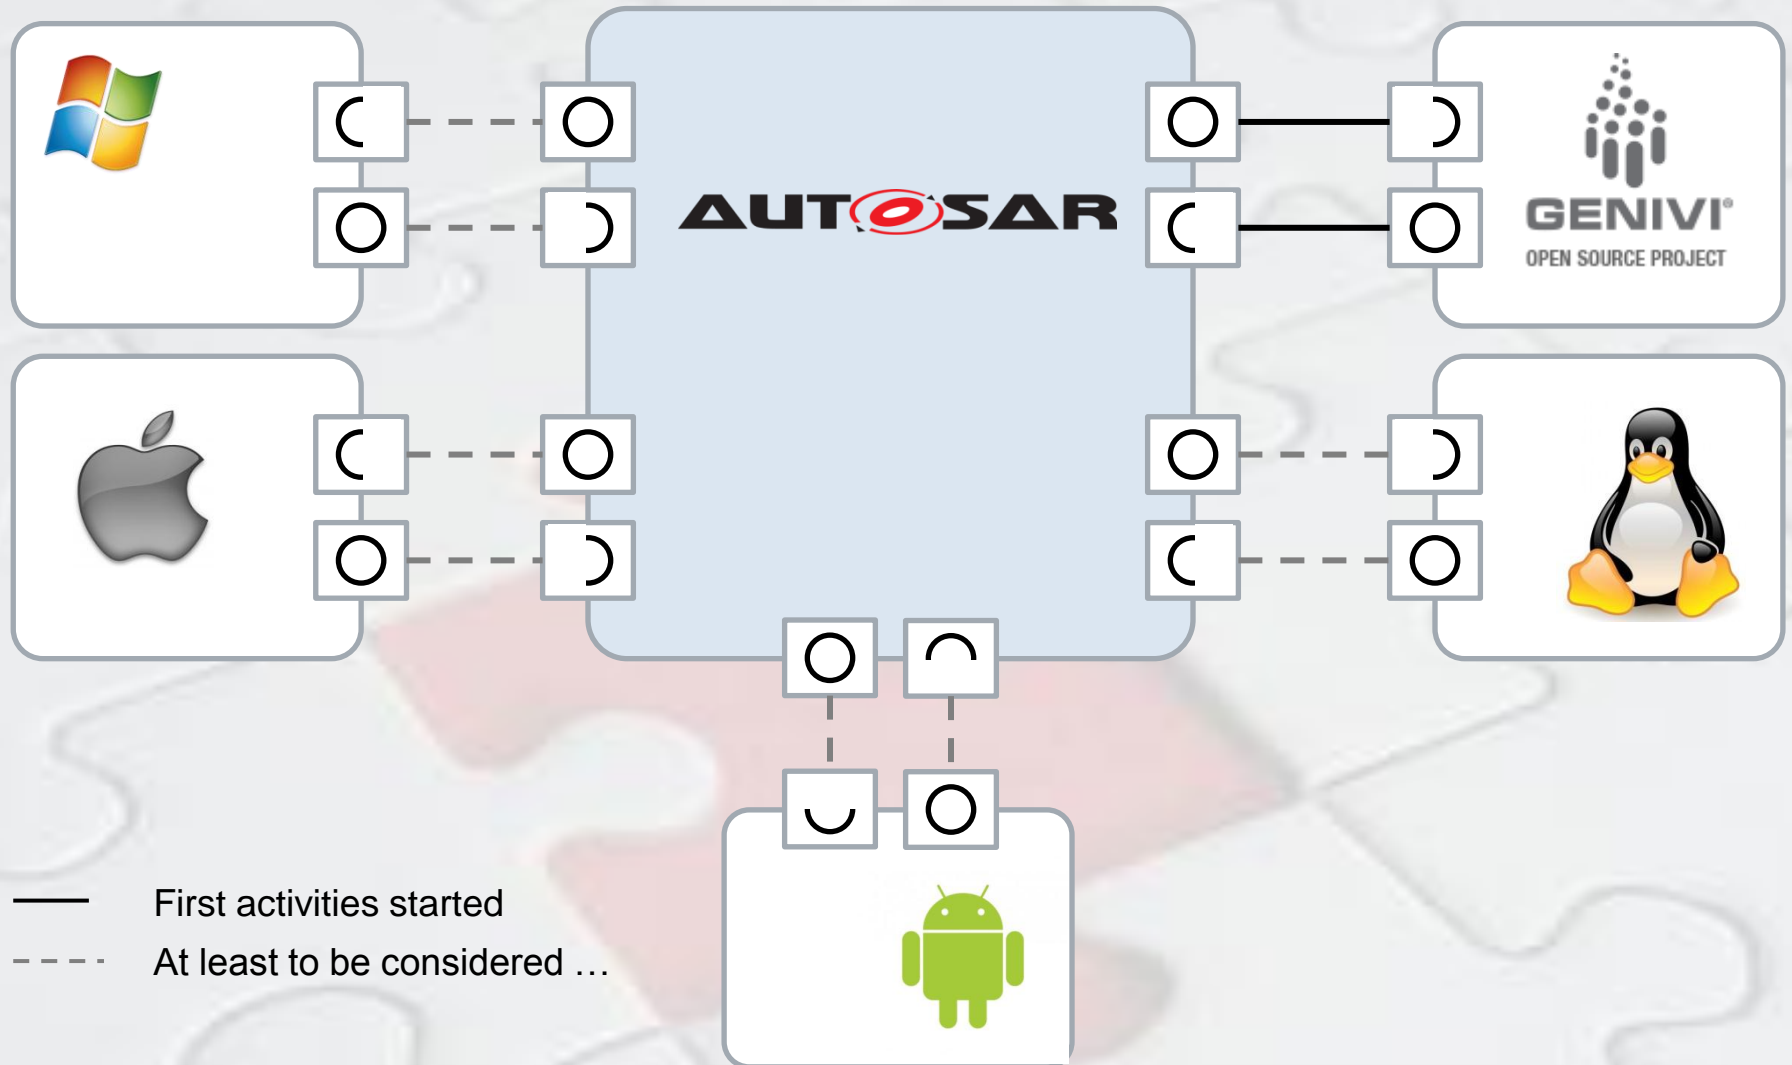 AUTOSAR
GENIVI®
OPEN SOURCE PROJECT
First activities started
At least to be considered …